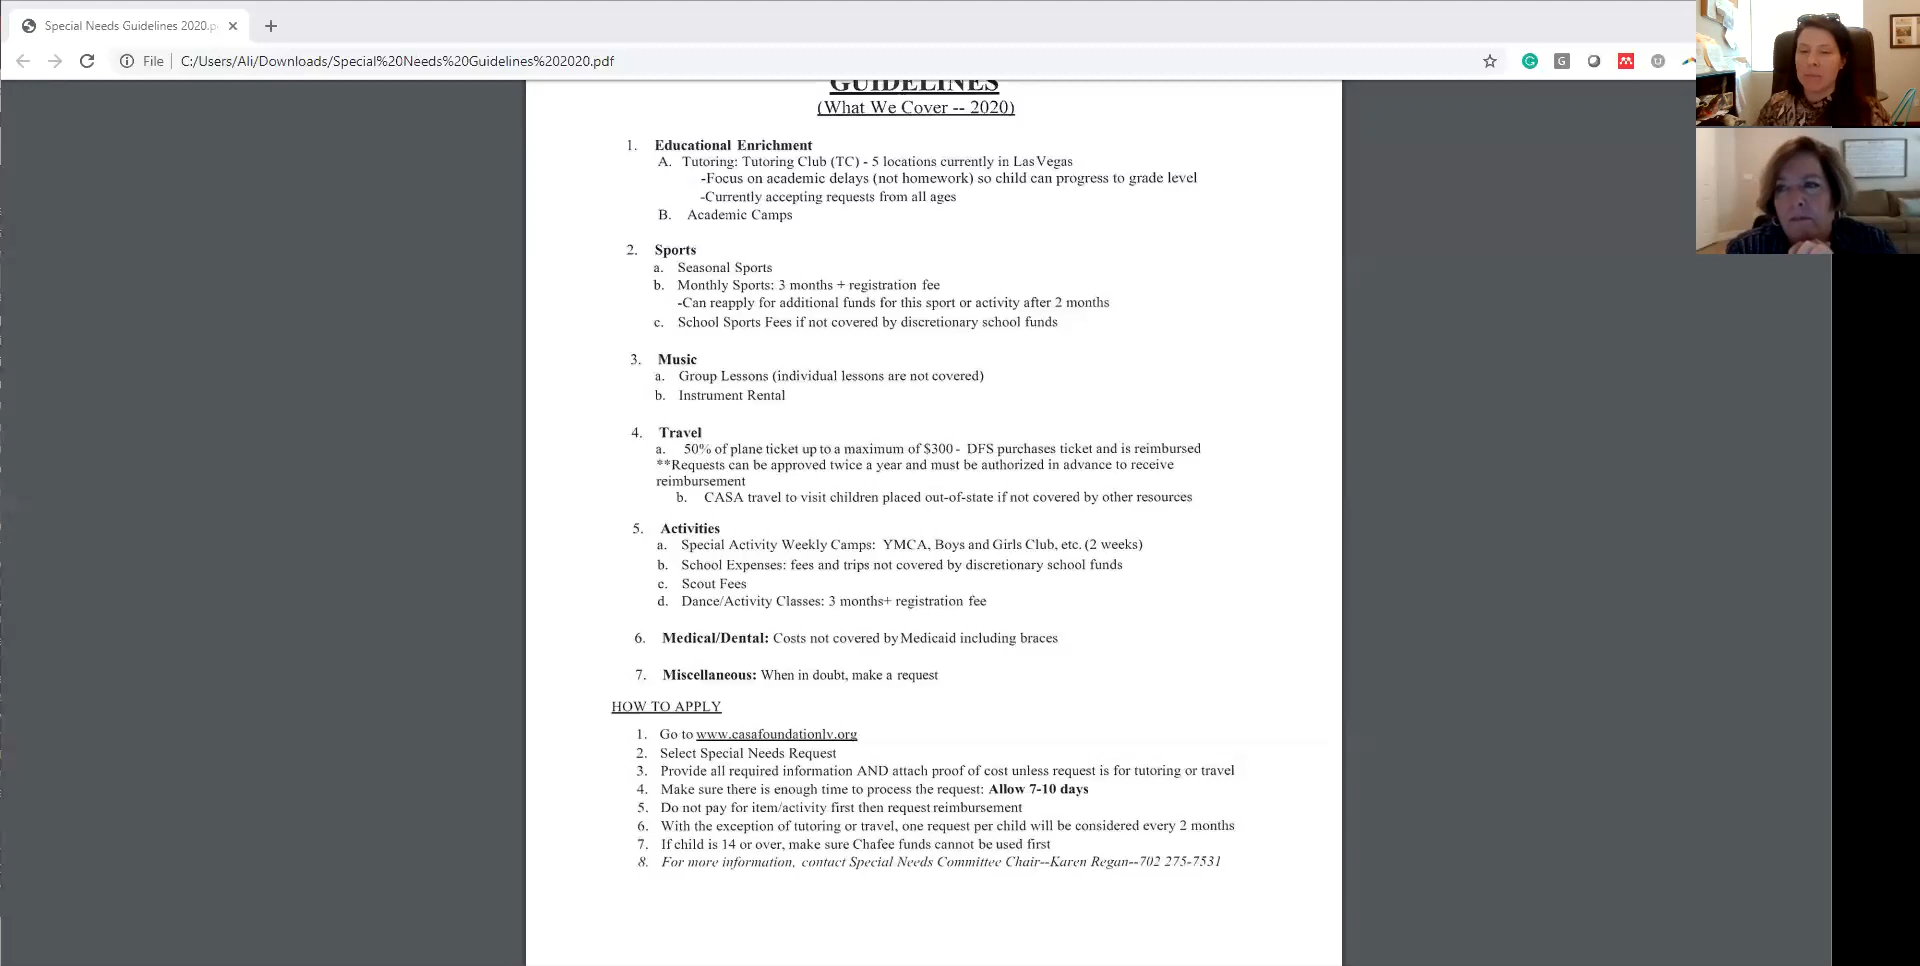 Special Needs Guidelines 2020.p
File
C:/Users/Ali/Downloads/Special%20Needs%20Guidelines%202020.pdf
GUIDELINES
(What We Cover -- 2020)
1. Educational Enrichment
A. Tutoring: Tutoring Club (TC) - 5 locations currently in Las Vegas
-Focus on academic delays (not homework) so child can progress to grade level
-Currently accepting requests from all ages
B. Academic Camps
2. Sports
a. Seasonal Sports
b. Monthly Sports: 3 months + registration fee
-Can reapply for additional funds for this sport or activity after 2 months
c. School Sports Fees if not covered by discretionary school funds
3. Music
a. Group Lessons (individual lessons are not covered)
b. Instrument Rental
4. Travel
a. 50% of plane ticket up to a maximum of $300 - DFS purchases ticket and is reimbursed
**Requests can be approved twice a year and must be authorized in advance to receive
reimbursement
b. CASA travel to visit children placed out-of-state if not covered by other resources
5. Activities
a. Special Activity Weekly Camps: YMCA, Boys and Girls Club, etc. (2 weeks)
b. School Expenses: fees and trips not covered by discretionary school funds
c. Scout Fees
d. Dance/Activity Classes: 3 months+ registration fee
6. Medical/Dental: Costs not covered by Medicaid including braces
7. Miscellaneous: When in doubt, make a request
HOW TO APPLY
1. Go to www.casafoundationlv.org
2. Select Special Needs Request
3. Provide all required information AND attach proof of cost unless request is for tutoring or travel
4. Make sure there is enough time to process the request: Allow 7-10 days
5. Do not pay for item/activity first then request reimbursement
6. With the exception of tutoring or travel, one request per child will be considered every 2 months
7. If child is 14 or over, make sure Chafee funds cannot be used first
8. For more information, contact Special Needs Committee Chair--Karen Regan--702 275-7531